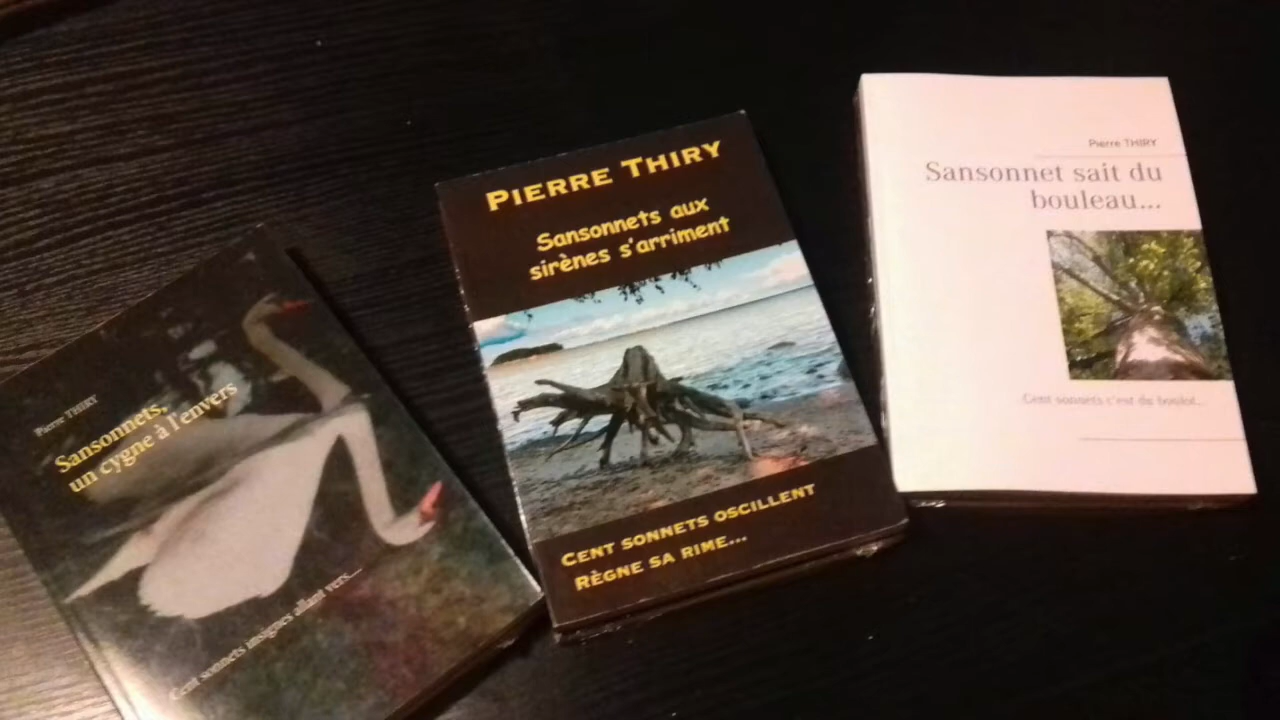 Pierre THIRY
Sansonnets,
un cygne à l'envers
Cent sonnets insignes allant vers...
PIERRE THIRY
Sansonnets aux
sirènes s'arriment
CENT SONNETS OSCILLENT
RÈGNE SA RIME...
Pierre THIRY
Sansonnet sait du
bouleau...
Cent sonnets c'est du boulot...